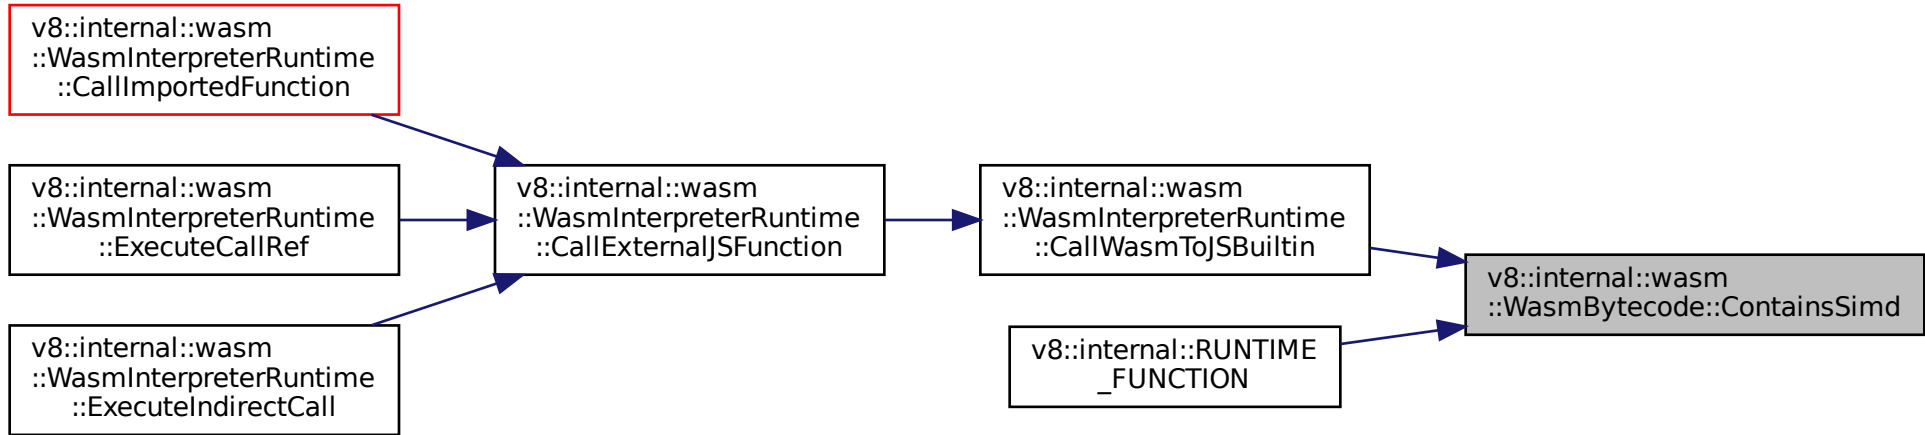 v8::internal::wasm
::WasmInterpreterRuntime
::CallImportedFunction
v8::internal::wasm
::WasmInterpreterRuntime
::ExecuteCallRef
v8::internal::wasm
::WasmInterpreterRuntime
::ExecuteIndirectCall
v8::internal::wasm
::WasmInterpreterRuntime
::CallExternalJSFunction
v8::internal::wasm
::WasmInterpreterRuntime
::CallWasmToJSBuiltin
v8::internal::RUNTIME
_FUNCTION
v8::internal::wasm
::WasmBytecode::ContainsSimd